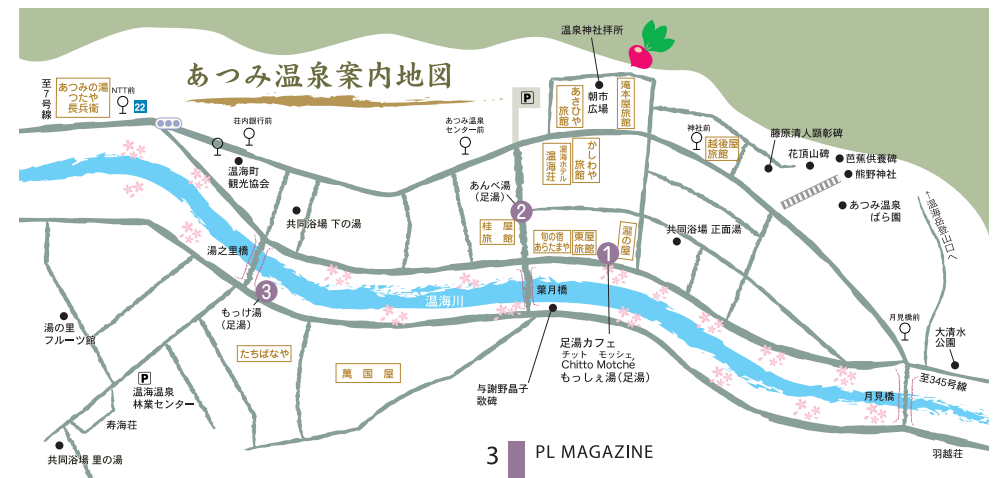 あつみ温泉案内地図
至7号線
あつみの湯
つたや
長兵衛
NTT前
22
荘内銀行前
温海町
観光協会
あつみ温泉
センター前
P
温泉神社拝所
朝市
広場
あさひや
旅館
滝本屋旅館
温海ホテル
温海荘
かしわや
旅館
神社前
越後屋
旅館
藤原清人顕彰碑
花頂山碑
芭蕉供養碑
熊野神社
あつみ温泉
ばら園
←温海岳登山口へ
共同浴場 下の湯
あんべ湯
(足湯)
2
桂屋
旅館
旬の宿
あらたまや
東屋
旅館
1
瀧の屋
共同浴場 正面湯
湯之里橋
3
もっけ湯
(足湯)
温海川
葉月橋
湯の里
フルーツ館
たちばなや
萬国屋
与謝野晶子
歌碑
足湯カフェ
チット モッシェ
Chitto Motché
もっしぇ湯(足湯)
月見橋前
大清水
公園
月見橋
至345号線
羽越荘
P
温海温泉
林業センター
寿海荘
共同浴場 里の湯
3 PL MAGAZINE